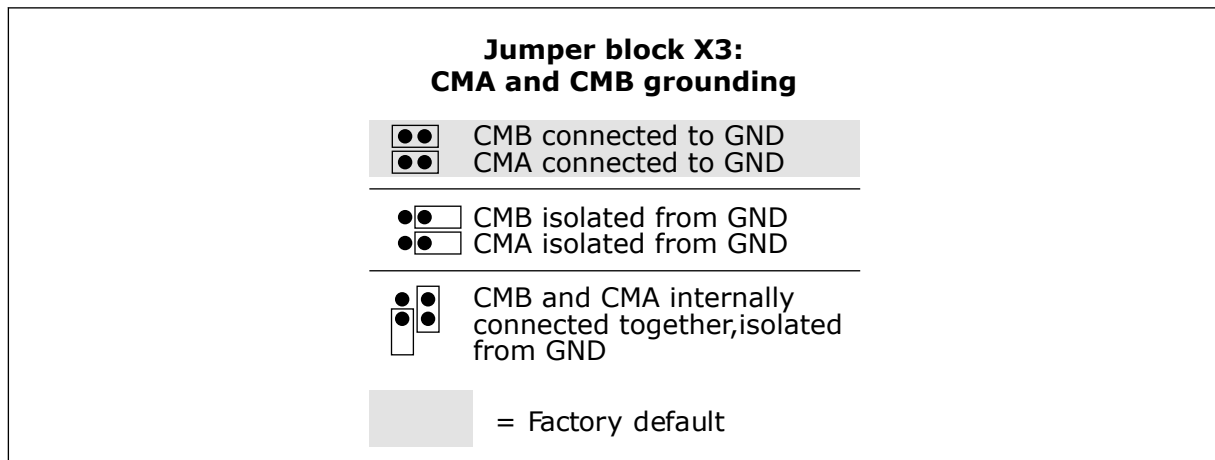 Jumper block X3:
CMA and CMB grounding
CMB connected to GND
CMA connected to GND
CMB isolated from GND
CMA isolated from GND
CMB and CMA internally
connected together,isolated
from GND
= Factory default